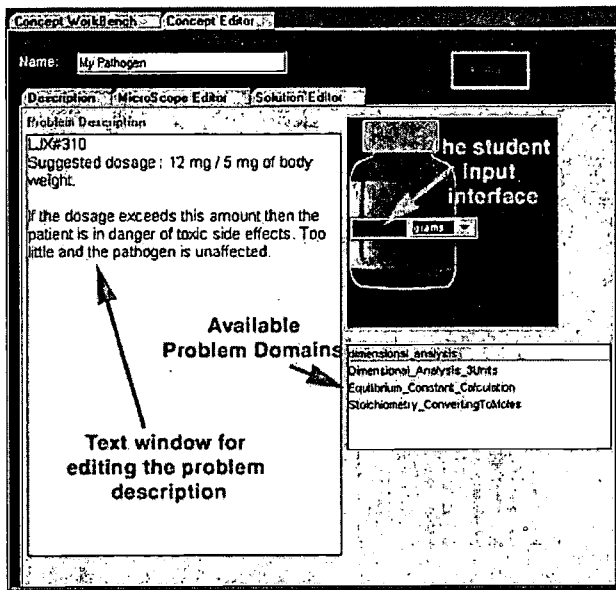 Concept WorkBench Concept Editor
Name: My Pathogen
Description MicroScope Editor Solution Editor
Problem Description
LJX#310
Suggested dosage : 12 mg / 5 mg of body
weight.
If the dosage exceeds this amount then the
patient is in danger of toxic side effects. Too
little and the pathogen is unaffected.
Text window for
editing the problem
description
he student
input
interface
grams
Available
Problem Domains
dimensional_analysis
Dimensional_Analysis_3Units
Equilibrium_Constant_Calculation
Stoichiometry_ConvertingToMoles